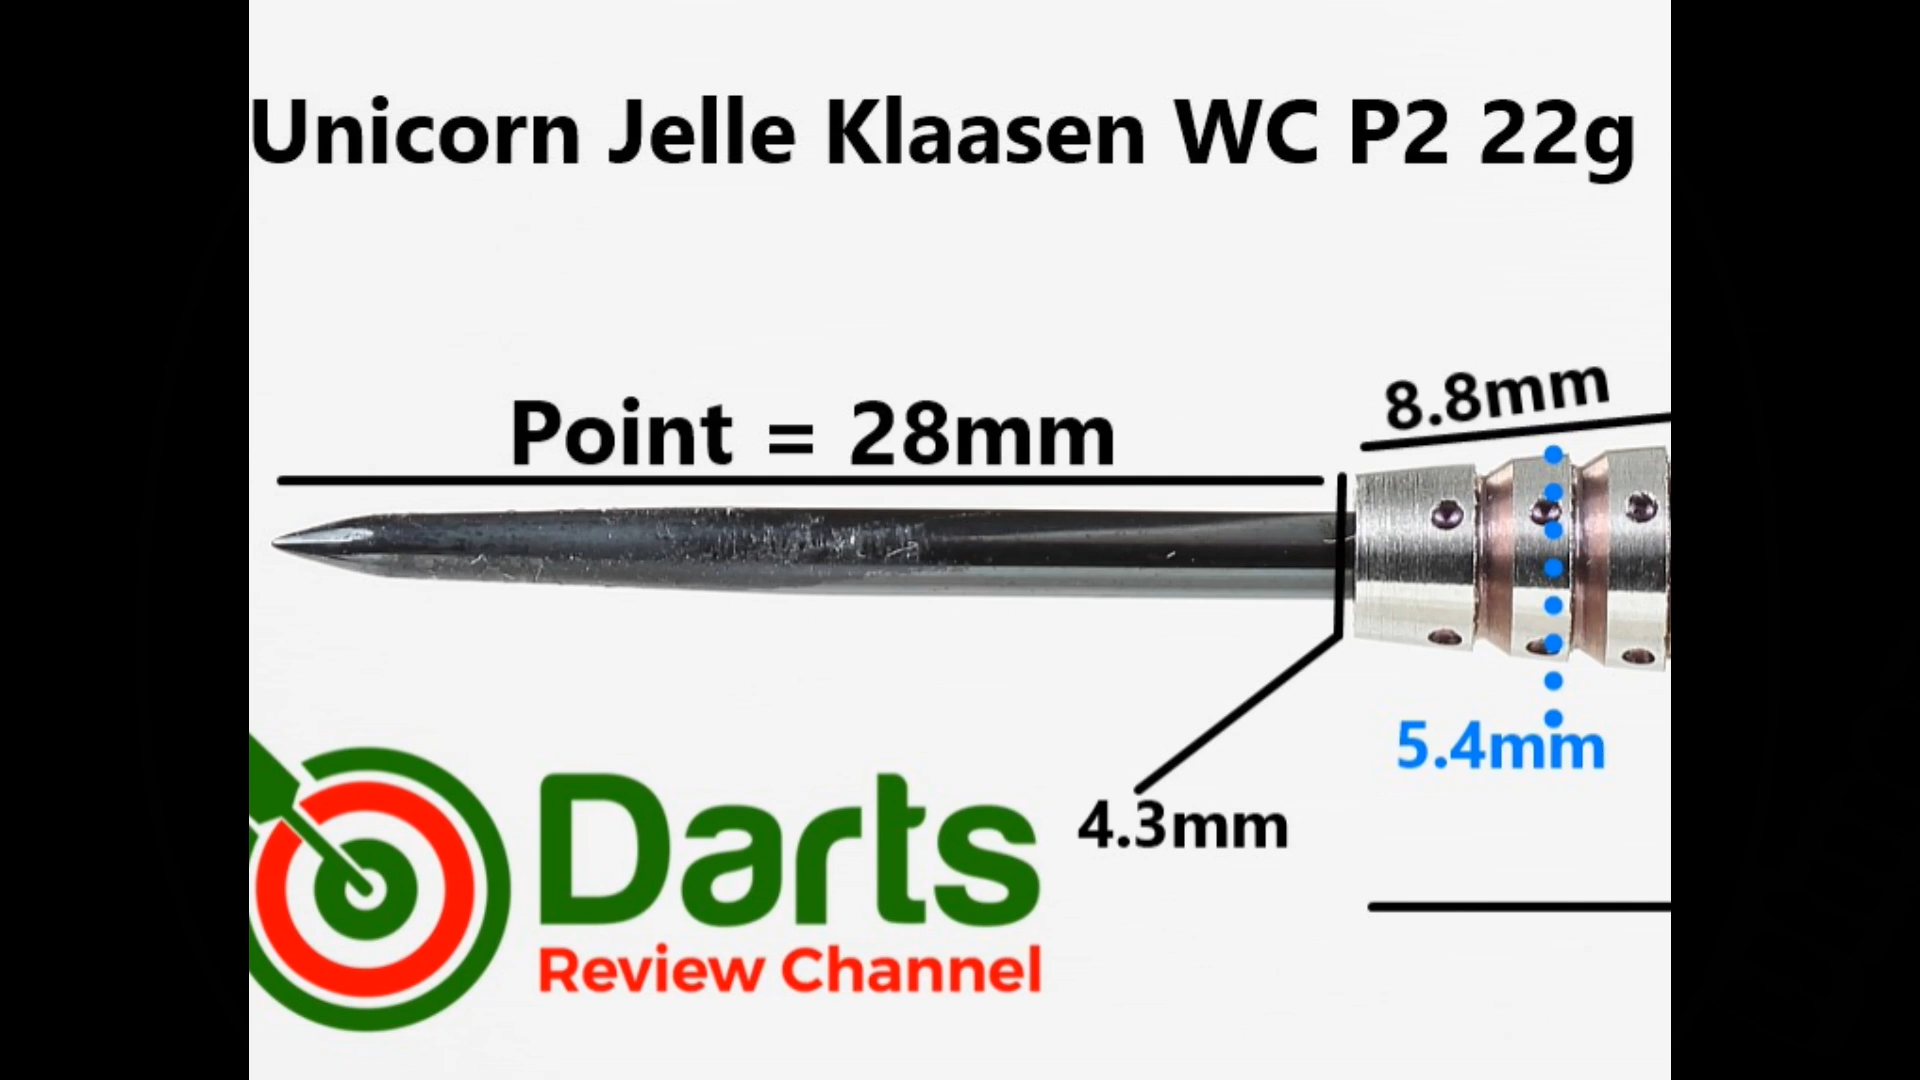 Unicorn Jelle Klaasen WC P2 22g
8.8mm
Point = 28mm
5.4mm
4.3mm
Darts
Review Channel